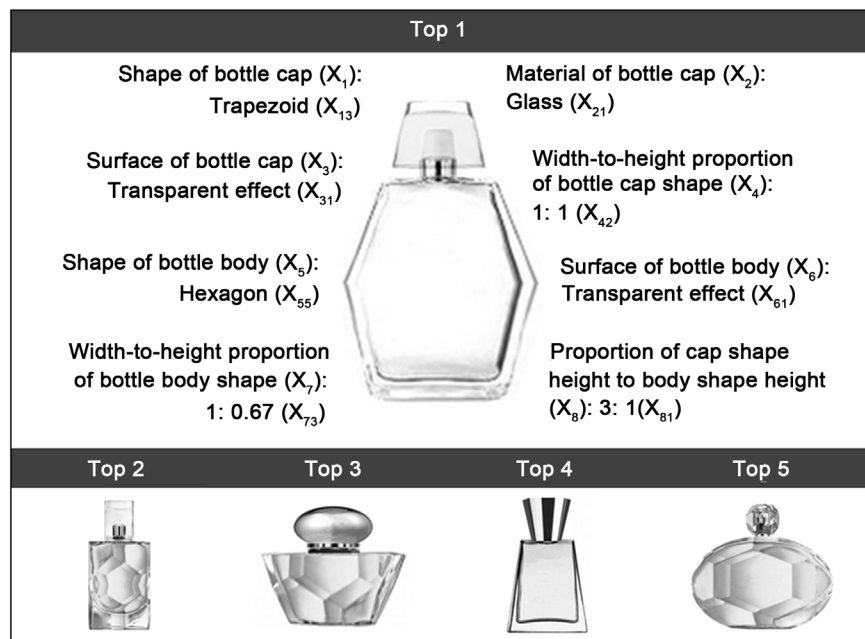 Top 1
Shape of bottle cap (X₁):
Trapezoid (X₁₃)
Material of bottle cap (X₂):
Glass (X₂₁)
Surface of bottle cap (X₃):
Transparent effect (X₃₁)
Width-to-height proportion
of bottle cap shape (X₄):
1: 1 (X₄₂)
Shape of bottle body (X₅):
Hexagon (X₅₅)
Surface of bottle body (X₆):
Transparent effect (X₆₁)
Width-to-height proportion
of bottle body shape (X₇):
1: 0.67 (X₇₃)
Proportion of cap shape
height to body shape height
(X₈): 3: 1(X₈₁)
Top 2
Top 3
Top 4
Top 5